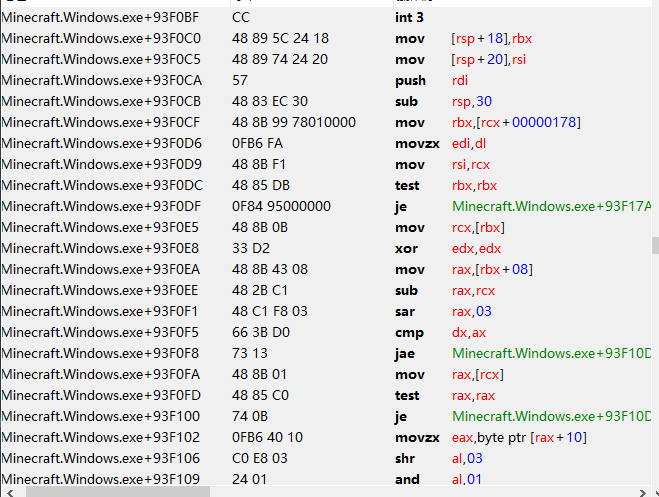 Minecraft.Windows.exe+93F0BF CC int 3
Minecraft.Windows.exe+93F0C0 48 89 5C 24 18 mov [rsp+18],rbx
Minecraft.Windows.exe+93F0C5 48 89 74 24 20 mov [rsp+20],rsi
Minecraft.Windows.exe+93F0CA 57 push rdi
Minecraft.Windows.exe+93F0CB 48 83 EC 30 sub rsp,30
Minecraft.Windows.exe+93F0CF 48 8B 99 78010000 mov rbx,[rcx+00000178]
Minecraft.Windows.exe+93F0D6 0FB6 FA movzx edi,dl
Minecraft.Windows.exe+93F0D9 48 8B F1 mov rsi,rcx
Minecraft.Windows.exe+93F0DC 48 85 DB test rbx,rbx
Minecraft.Windows.exe+93F0DF 0F84 95000000 je Minecraft.Windows.exe+93F17A
Minecraft.Windows.exe+93F0E5 48 8B 0B mov rcx,[rbx]
Minecraft.Windows.exe+93F0E8 33 D2 xor edx,edx
Minecraft.Windows.exe+93F0EA 48 8B 43 08 mov rax,[rbx+08]
Minecraft.Windows.exe+93F0EE 48 2B C1 sub rax,rcx
Minecraft.Windows.exe+93F0F1 48 C1 F8 03 sar rax,03
Minecraft.Windows.exe+93F0F5 66 3B D0 cmp dx,ax
Minecraft.Windows.exe+93F0F8 73 13 jae Minecraft.Windows.exe+93F10D
Minecraft.Windows.exe+93F0FA 48 8B 01 mov rax,[rcx]
Minecraft.Windows.exe+93F0FD 48 85 C0 test rax,rax
Minecraft.Windows.exe+93F100 74 0B je Minecraft.Windows.exe+93F10D
Minecraft.Windows.exe+93F102 0FB6 40 10 movzx eax,byte ptr [rax+10]
Minecraft.Windows.exe+93F106 C0 E8 03 shr al,03
Minecraft.Windows.exe+93F109 24 01 and al,01